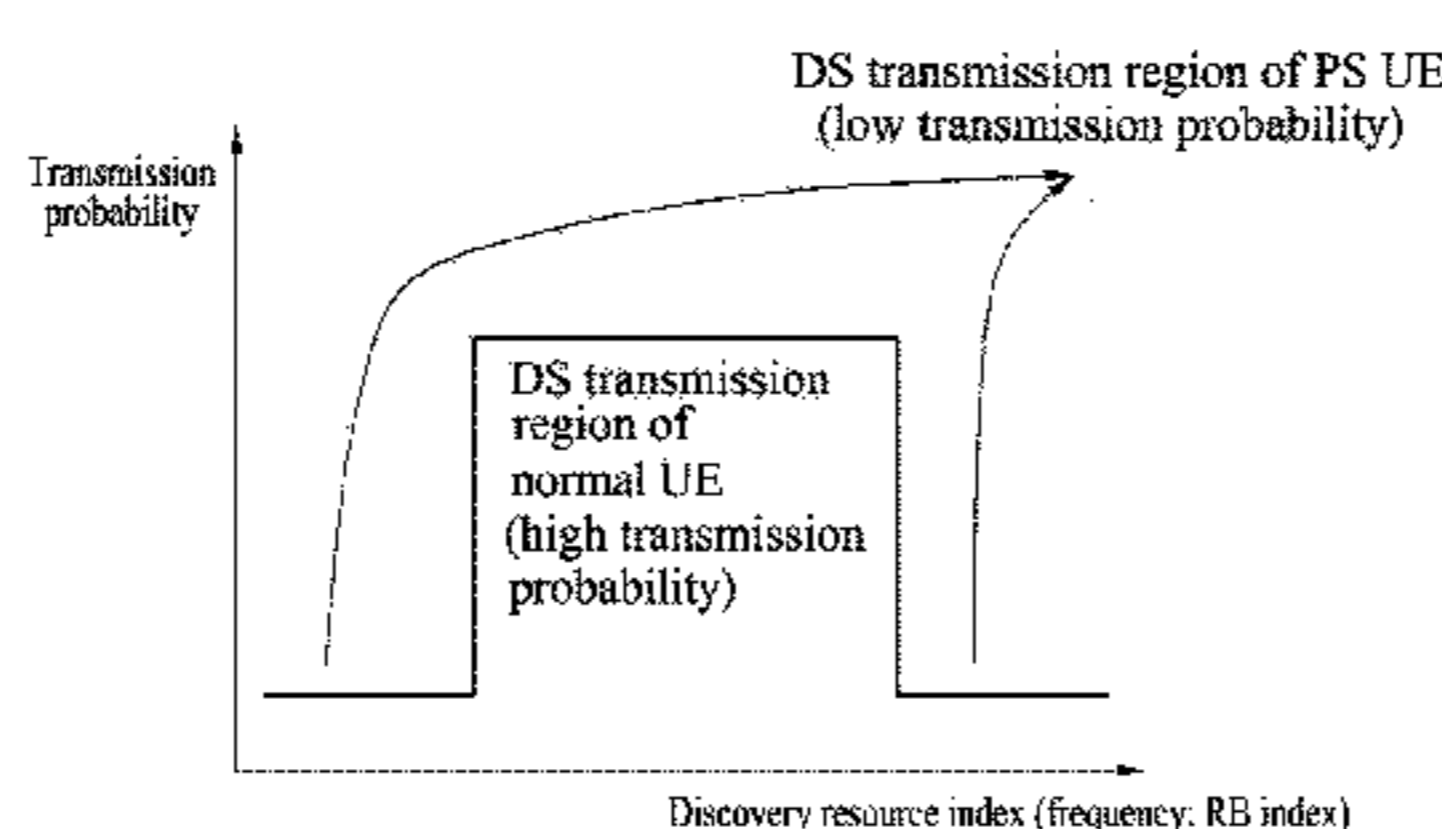 DS transmission region of PS UE
(low transmission probability)
Transmission
probability
DS transmission
region of
normal UE
(high transmission
probability)
Discovery resource index (frequency: RB index)